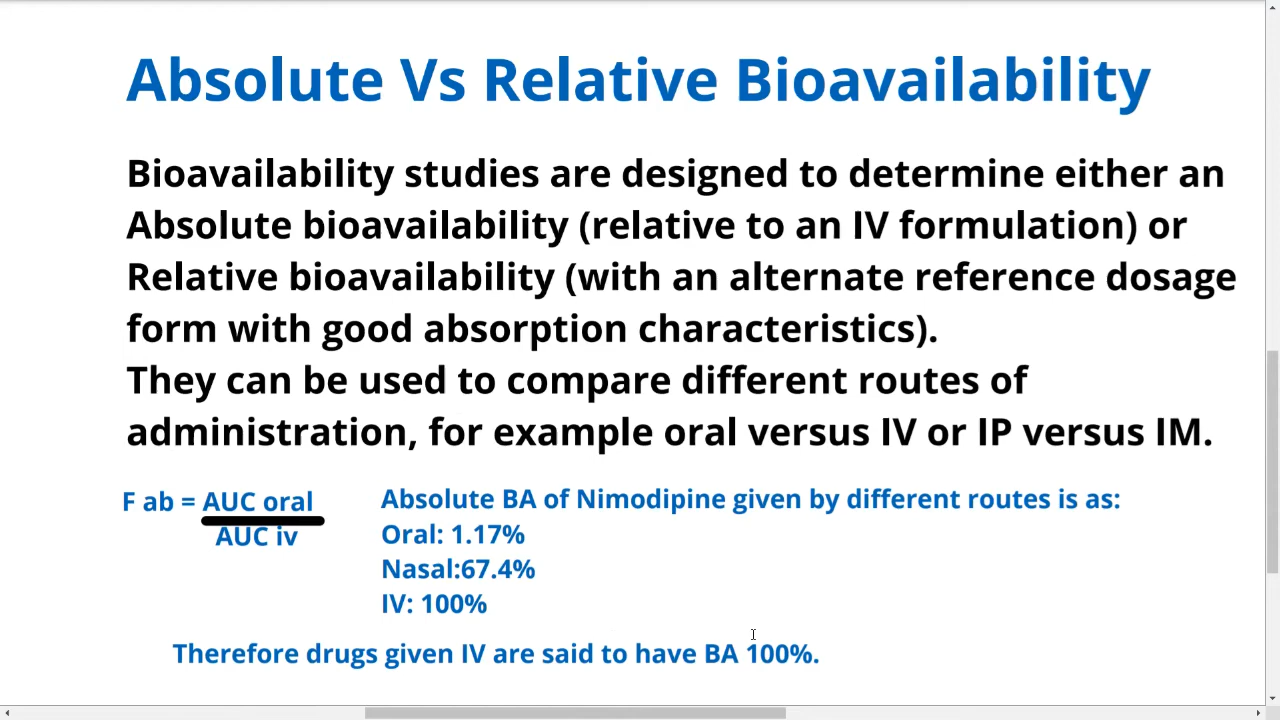 Absolute Vs Relative Bioavailability
Bioavailability studies are designed to determine either an
Absolute bioavailability (relative to an IV formulation) or
Relative bioavailability (with an alternate reference dosage
form with good absorption characteristics).
They can be used to compare different routes of
administration, for example oral versus IV or IP versus IM.
F ab = AUC oral
AUC iv
Absolute BA of Nimodipine given by different routes is as:
Oral: 1.17%
Nasal:67.4%
IV: 100%
Therefore drugs given IV are said to have BA 100%.